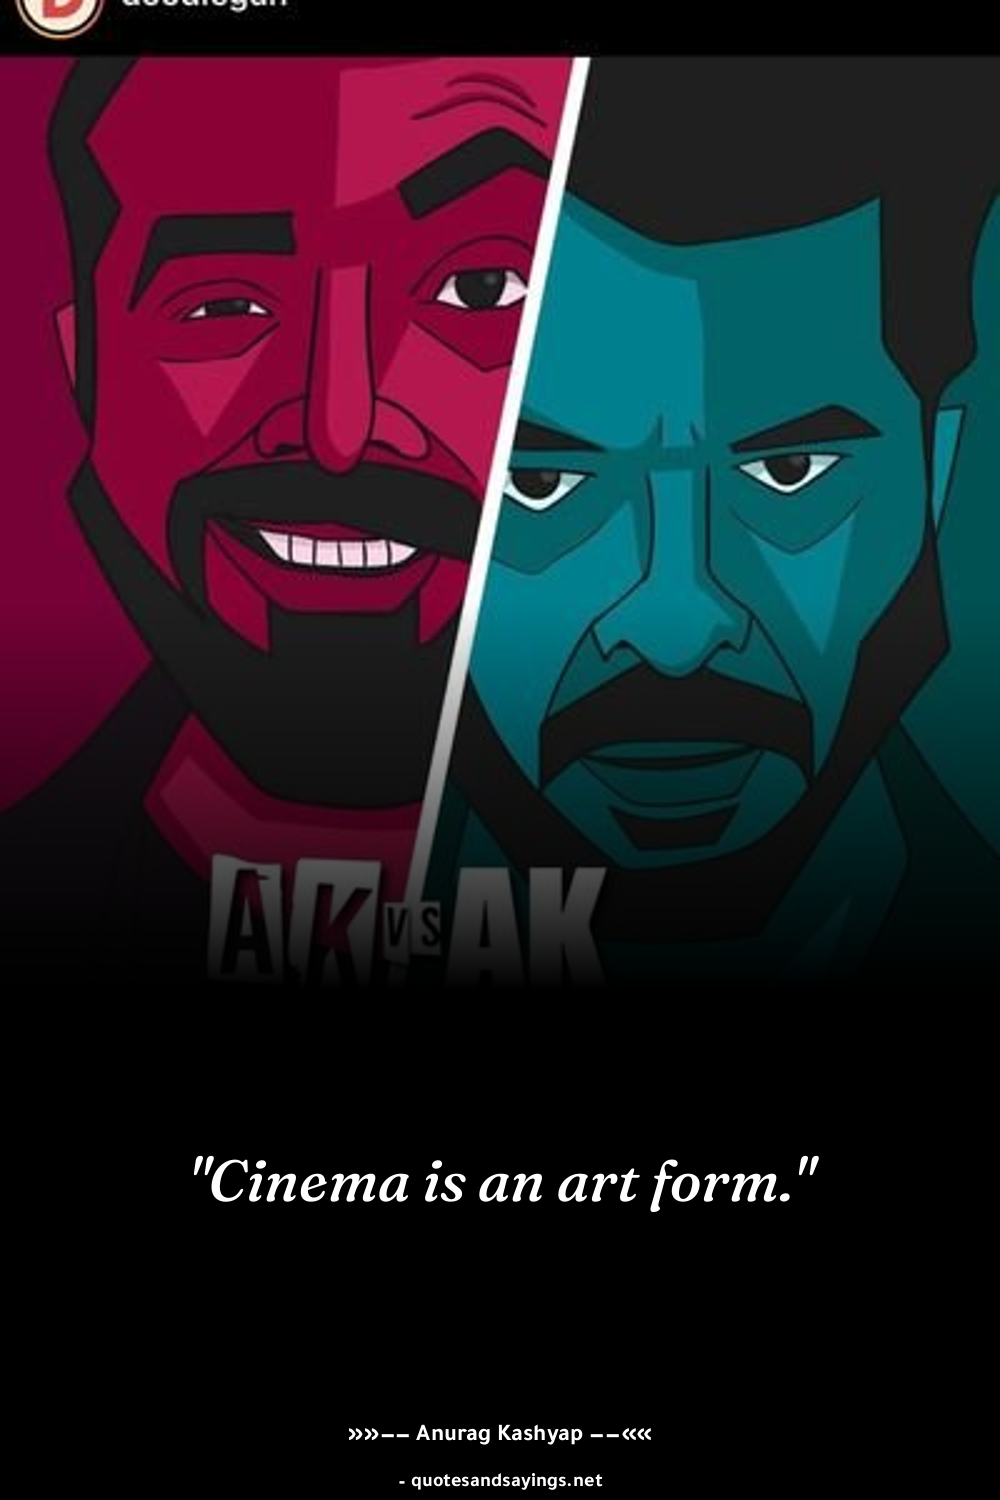 AK VS AK
"Cinema is an art form."
»»−− Anurag Kashyap −−««
- quotesandsayings.net